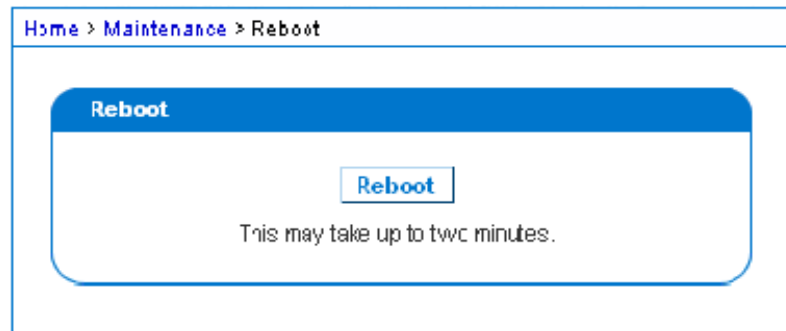 Home > Maintenance > Reboot
Reboot
Reboot
This may take up to two minutes.